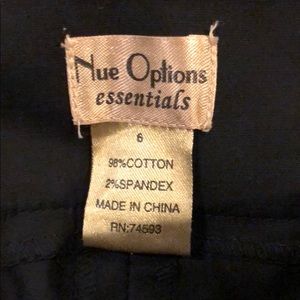 Nue Options
essentials
6
98%COTTON
2%SPANDEX
MADE IN CHINA
RN:74593